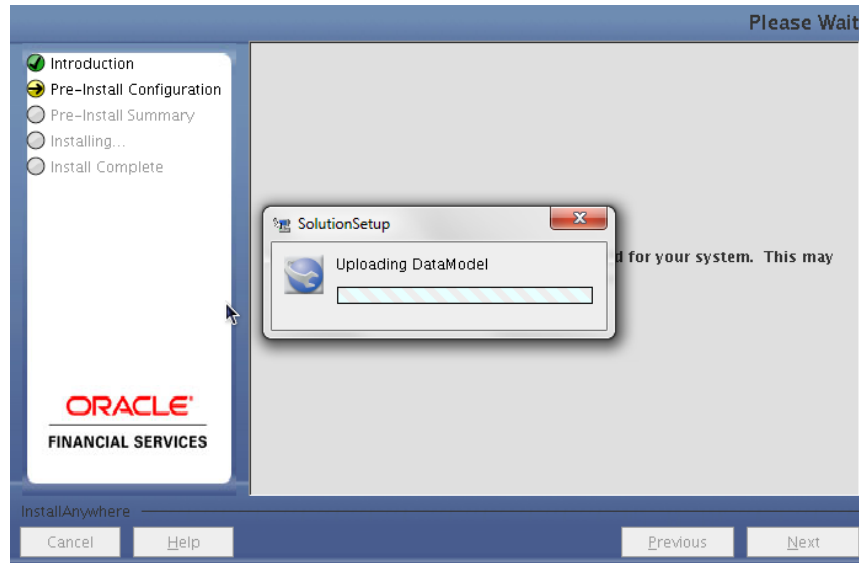 Please Wait
Introduction
Pre-Install Configuration
Pre-Install Summary
Installing...
Install Complete
SolutionSetup
Uploading DataModel
d for your system. This may
ORACLE'
FINANCIAL SERVICES
InstallAnywhere
Cancel
Help
Previous
Next